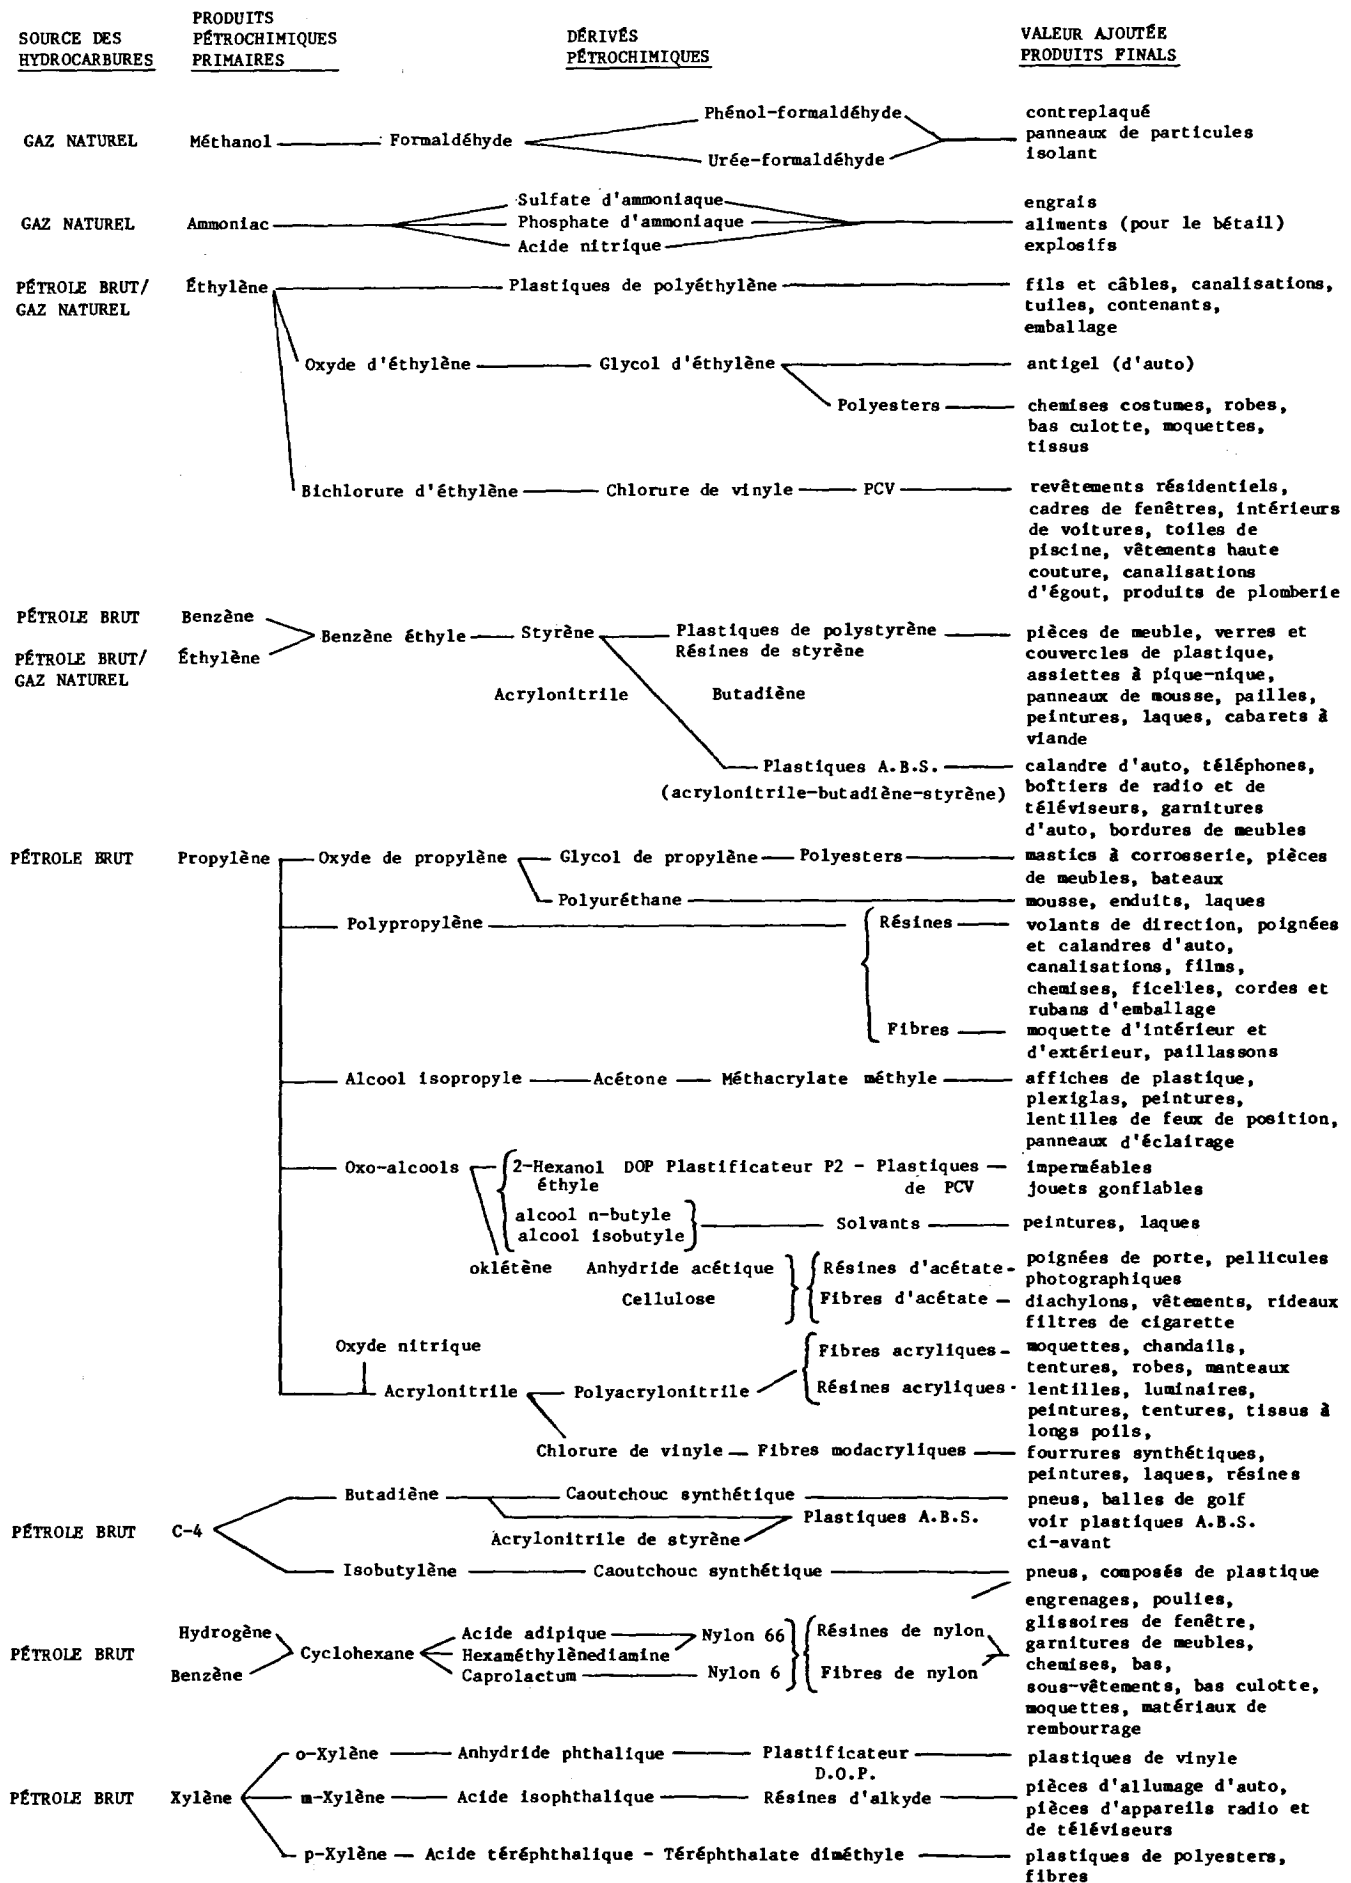 SOURCE DES
HYDROCARBURES
PRODUITS
PÉTROCHIMIQUES
PRIMAIRES
DÉRIVÉS
PÉTROCHIMIQUES
VALEUR AJOUTÉE
PRODUITS FINALS
GAZ NATUREL Méthanol Formaldéhyde
Phénol-formaldéhyde
Urée-formaldéhyde
contreplaqué
panneaux de particules
isolant
GAZ NATUREL Ammoniac
Sulfate d'ammoniaque
Phosphate d'ammoniaque
Acide nitrique
engrais
aliments (pour le bétail)
explosifs
PÉTROLE BRUT/
GAZ NATUREL
Éthylène Plastiques de polyéthylène
fils et câbles, canalisations,
tuiles, contenants,
emballage
Oxyde d'éthylène Glycol d'éthylène antigel (d'auto)
Polyesters chemises costumes, robes,
bas culotte, moquettes,
tissus
Bichlorure d'éthylène Chlorure de vinyle PCV
revêtements résidentiels,
cadres de fenêtres, intérieurs
de voitures, toiles de
piscine, vêtements haute
couture, canalisations
d'égout, produits de plomberie
PÉTROLE BRUT Benzène
PÉTROLE BRUT/
GAZ NATUREL
Éthylène
Benzène éthyle Styrène Plastiques de polystyrène
Résines de styrène
pièces de meuble, verres et
couvercles de plastique,
assiettes à pique-nique,
panneaux de mousse, pailles,
peintures, laques, cabarets à
viande
Acrylonitrile Butadiène
Plastiques A.B.S.
(acrylonitrile-butadiène-styrène)
calandre d'auto, téléphones,
boîtiers de radio et de
téléviseurs, garnitures
d'auto, bordures de meubles
PÉTROLE BRUT Propylène Oxyde de propylène Glycol de propylène Polyesters
mastics à corrosserie, pièces
de meubles, bateaux
Polyuréthane mousse, enduits, laques
Polypropylène Résines
volants de direction, poignées
et calandres d'auto,
canalisations, films,
chemises, ficelles, cordes et
rubans d'emballage
Fibres moquette d'intérieur et
d'extérieur, paillassons
Alcool isopropyle Acétone Méthacrylate méthyle
affiches de plastique,
plexiglas, peintures,
lentilles de feux de position,
panneaux d'éclairage
Oxo-alcools 2-Hexanol DOP Plastificateur P2 - Plastiques imperméables
éthyle de PCV jouets gonflables
alcool n-butyle
alcool isobutyle
Solvants peintures, laques
oklétène Anhydride acétique
Cellulose
Résines d'acétate
poignées de porte, pellicules
photographiques
Fibres d'acétate
diachylons, vêtements, rideaux
filtres de cigarette
Oxyde nitrique
Acrylonitrile Polyacrylonitrile
Fibres acryliques
moquettes, chandails,
tentures, robes, manteaux
Résines acryliques
lentilles, luminaires,
peintures, tentures, tissus à
longs poils,
Chlorure de vinyle Fibres modacryliques
fourrures synthétiques,
peintures, laques, résines
PÉTROLE BRUT C-4
Butadiène Caoutchouc synthétique pneus, balles de golf
Acrylonitrile de styrène Plastiques A.B.S.
voir plastiques A.B.S.
ci-avant
Isobutylène Caoutchouc synthétique pneus, composés de plastique
PÉTROLE BRUT
Hydrogène
Benzène
Cyclohexane
Acide adipique
Hexaméthylènediamine
Caprolactum
Nylon 66
Nylon 6
Résines de nylon
Fibres de nylon
engrenages, poulies,
glissoires de fenêtre,
garnitures de meubles,
chemises, bas,
sous-vêtements, bas culotte,
moquettes, matériaux de
rembourrage
PÉTROLE BRUT Xylène
o-Xylène Anhydride phthalique Plastificateur
D.O.P.
plastiques de vinyle
m-Xylène Acide isophthalique Résines d'alkyde
pièces d'allumage d'auto,
pièces d'appareils radio et
de téléviseurs
p-Xylène Acide téréphthalique - Téréphthalate diméthyle
plastiques de polyesters,
fibres